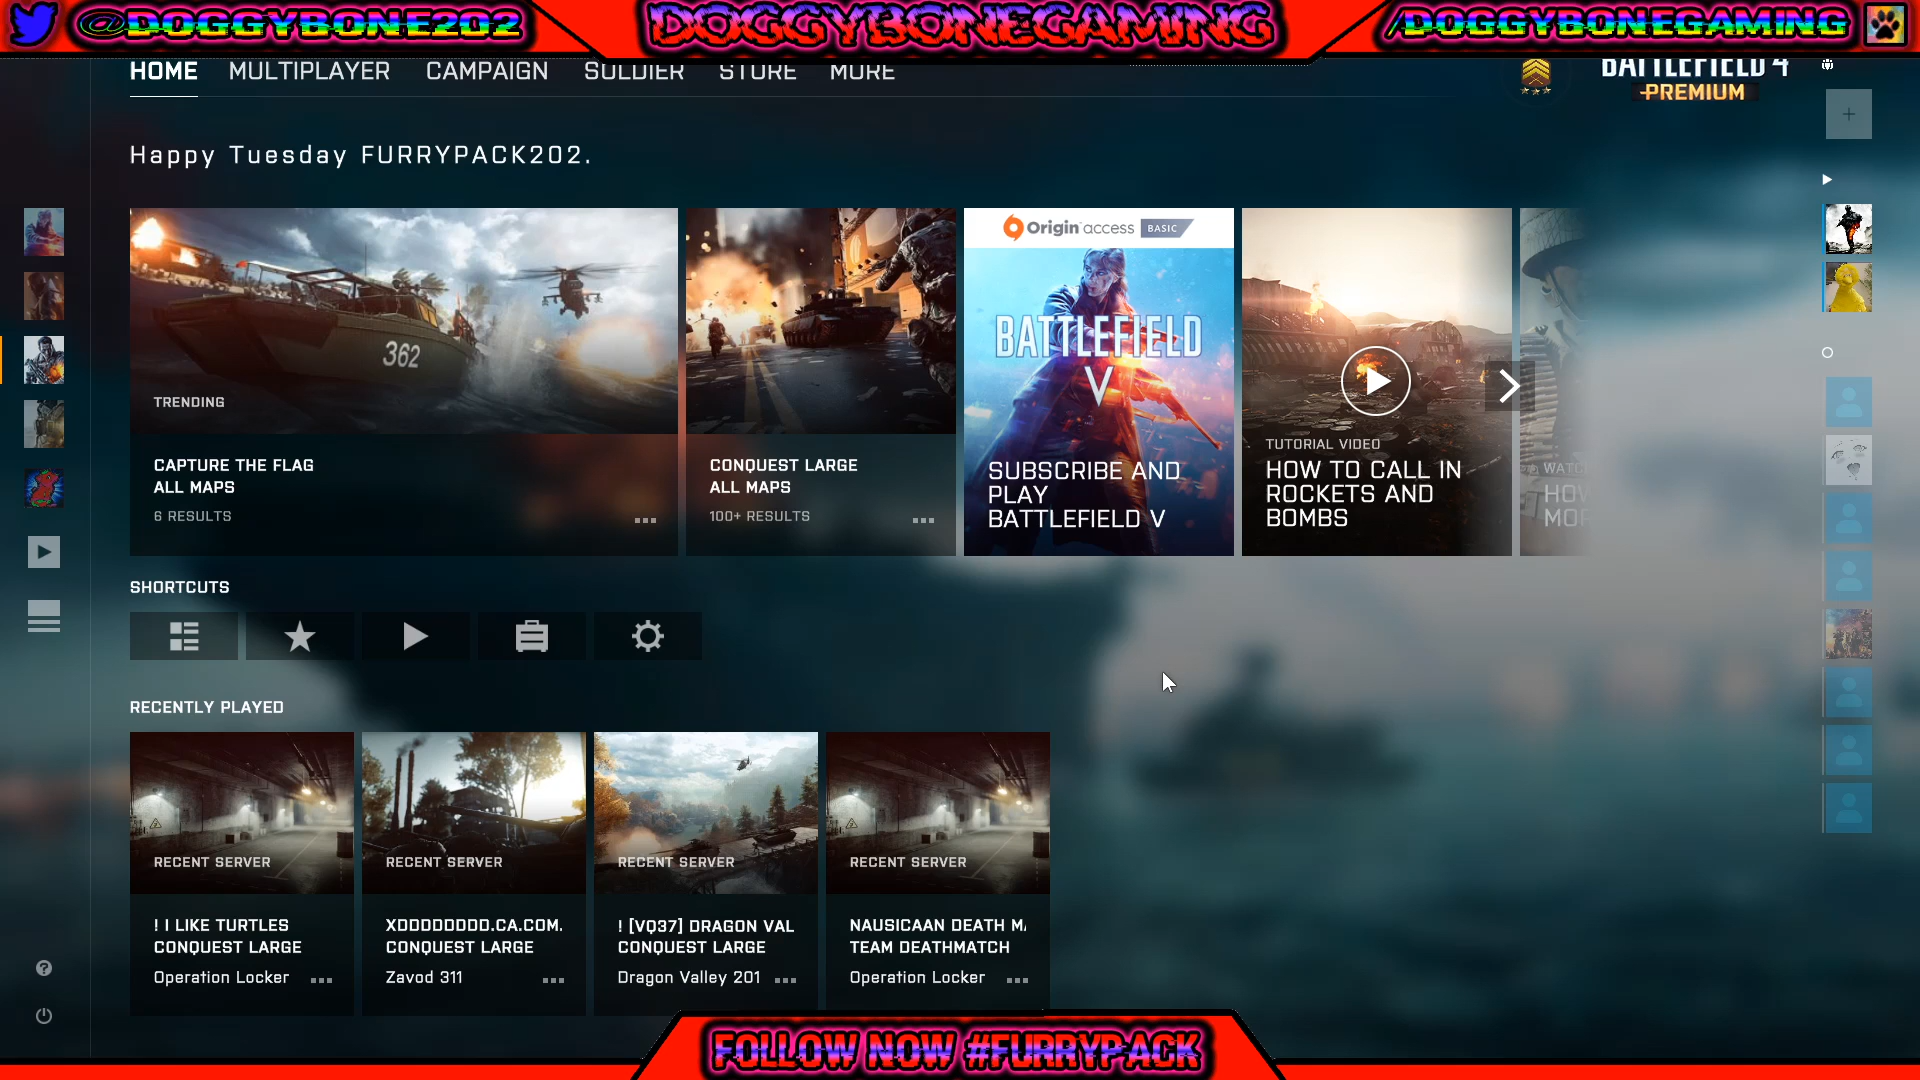 @DOGGYBONE202
DOGGYBONEGAMING
/DOGGYBONEGAMING
HOME
MULTIPLAYER
CAMPAIGN
SOLDIER
STORE
MORE
BATTLEFIELD 4
PREMIUM
Happy Tuesday FURRYPACK202.
362
TRENDING
CAPTURE THE FLAG
ALL MAPS
6 RESULTS
CONQUEST LARGE
ALL MAPS
100+ RESULTS
Origin access BASIC
BATTLEFIELD
V
SUBSCRIBE AND
PLAY
BATTLEFIELD V
TUTORIAL VIDEO
HOW TO CALL IN
ROCKETS AND
BOMBS
SHORTCUTS
RECENTLY PLAYED
RECENT SERVER
! I LIKE TURTLES
CONQUEST LARGE
Operation Locker
RECENT SERVER
XDDDDDDDD.CA.COM.
CONQUEST LARGE
Zavod 311
RECENT SERVER
! [VQ37] DRAGON VAL
CONQUEST LARGE
Dragon Valley 201
RECENT SERVER
NAUSICAAN DEATH M
TEAM DEATHMATCH
Operation Locker
FOLLOW NOW #FURRYPACK